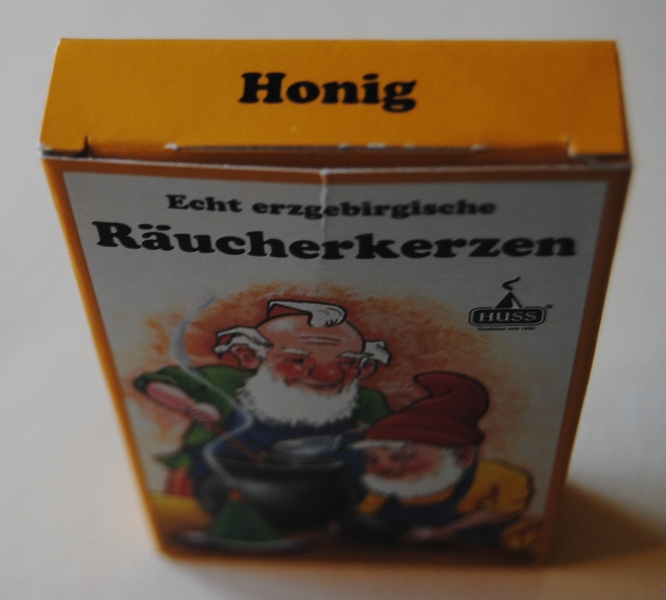 Honig
Echt erzgebirgische
Räucherkerzen
HUSS